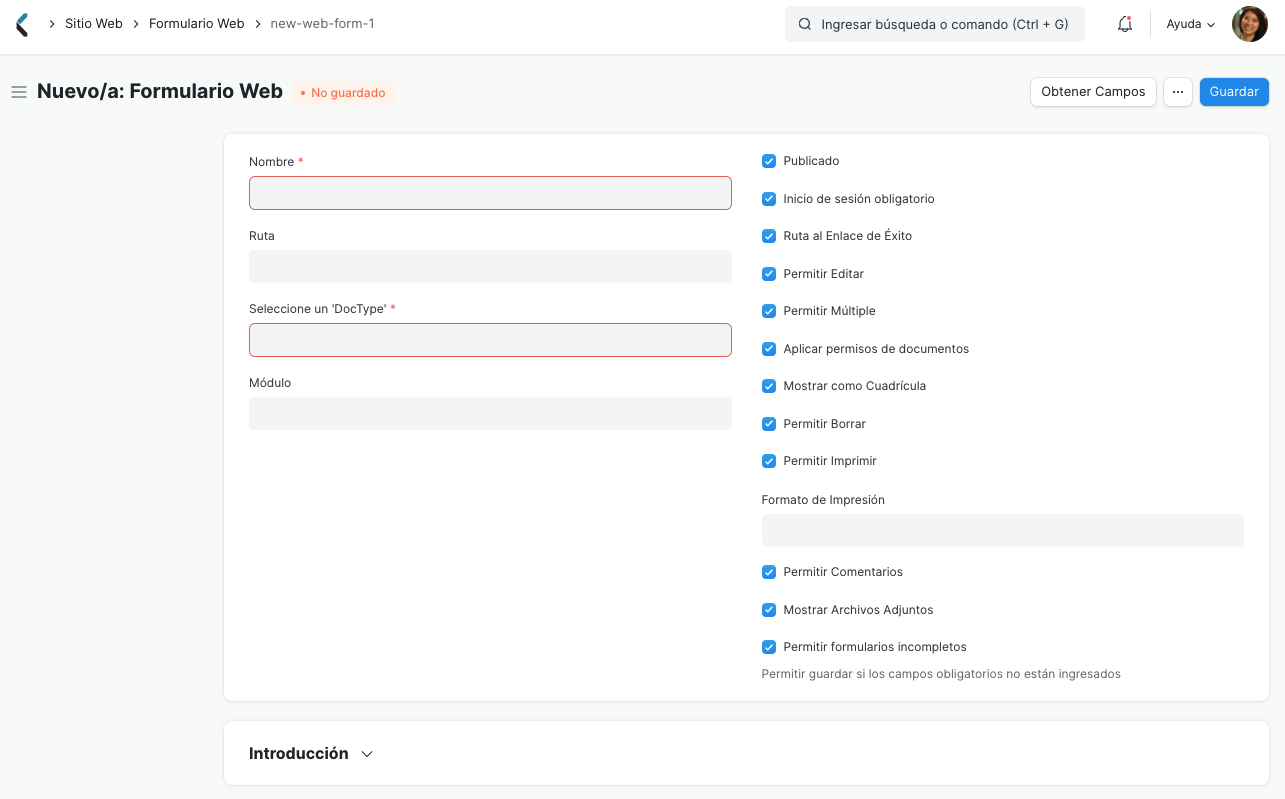 Sitio Web
Formulario Web
new-web-form-1
Ingresar búsqueda o comando (Ctrl + G)
Ayuda
Nuevo/a: Formulario Web
• No guardado
Obtener Campos
...
Guardar
Nombre *
Ruta
Seleccione un 'DocType' *
Módulo
Publicado
Inicio de sesión obligatorio
Ruta al Enlace de Éxito
Permitir Editar
Permitir Múltiple
Aplicar permisos de documentos
Mostrar como Cuadrícula
Permitir Borrar
Permitir Imprimir
Formato de Impresión
Permitir Comentarios
Mostrar Archivos Adjuntos
Permitir formularios incompletos
Permitir guardar si los campos obligatorios no están ingresados
Introducción